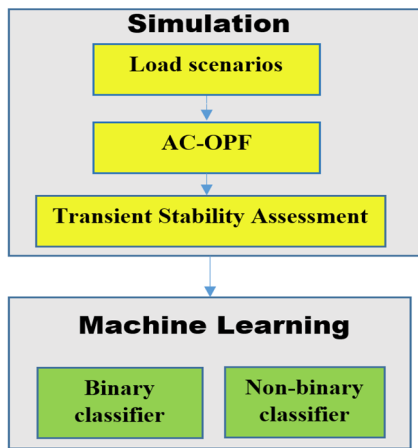 Simulation
Load scenarios
AC-OPF
Transient Stability Assessment
Machine Learning
Binary
classifier
Non-binary
classifier